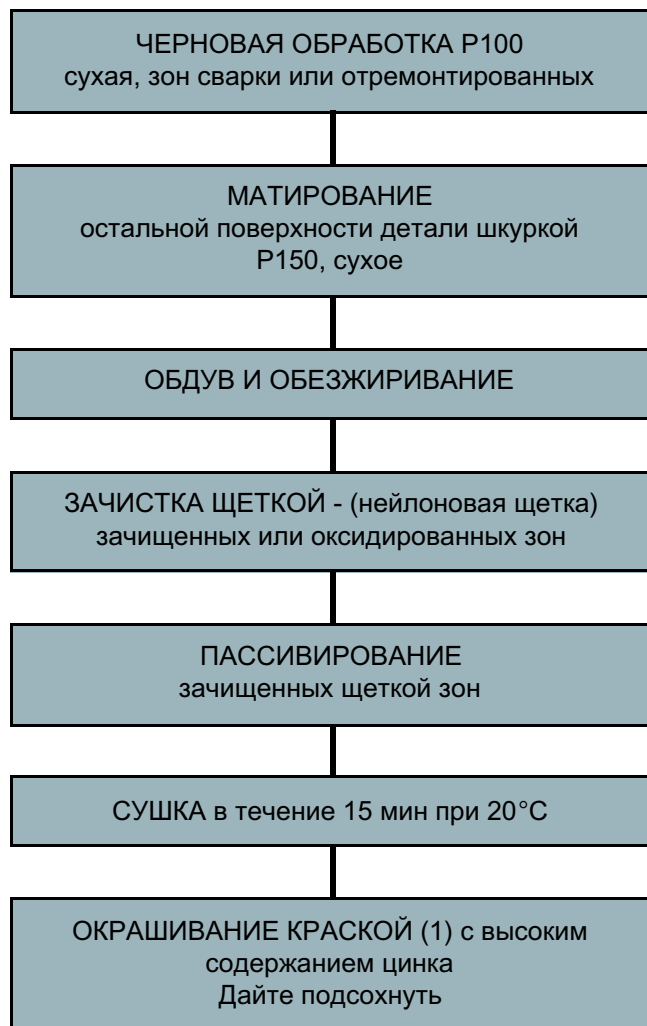 ЧЕРНОВАЯ ОБРАБОТКА P100
сухая, зон сварки или отремонтированных
МАТИРОВАНИЕ
остальной поверхности детали шкуркой
P150, сухое
ОБДУВ И ОБЕЗЖИРИВАНИЕ
ЗАЧИСТКА ЩЕТКОЙ - (нейлоновая щетка)
зачищенных или оксидированных зон
ПАССИВИРОВАНИЕ
зачищенных щеткой зон
СУШКА в течение 15 мин при 20°C
ОКРАШИВАНИЕ КРАСКОЙ (1) с высоким
содержанием цинка
Дайте подсохнуть